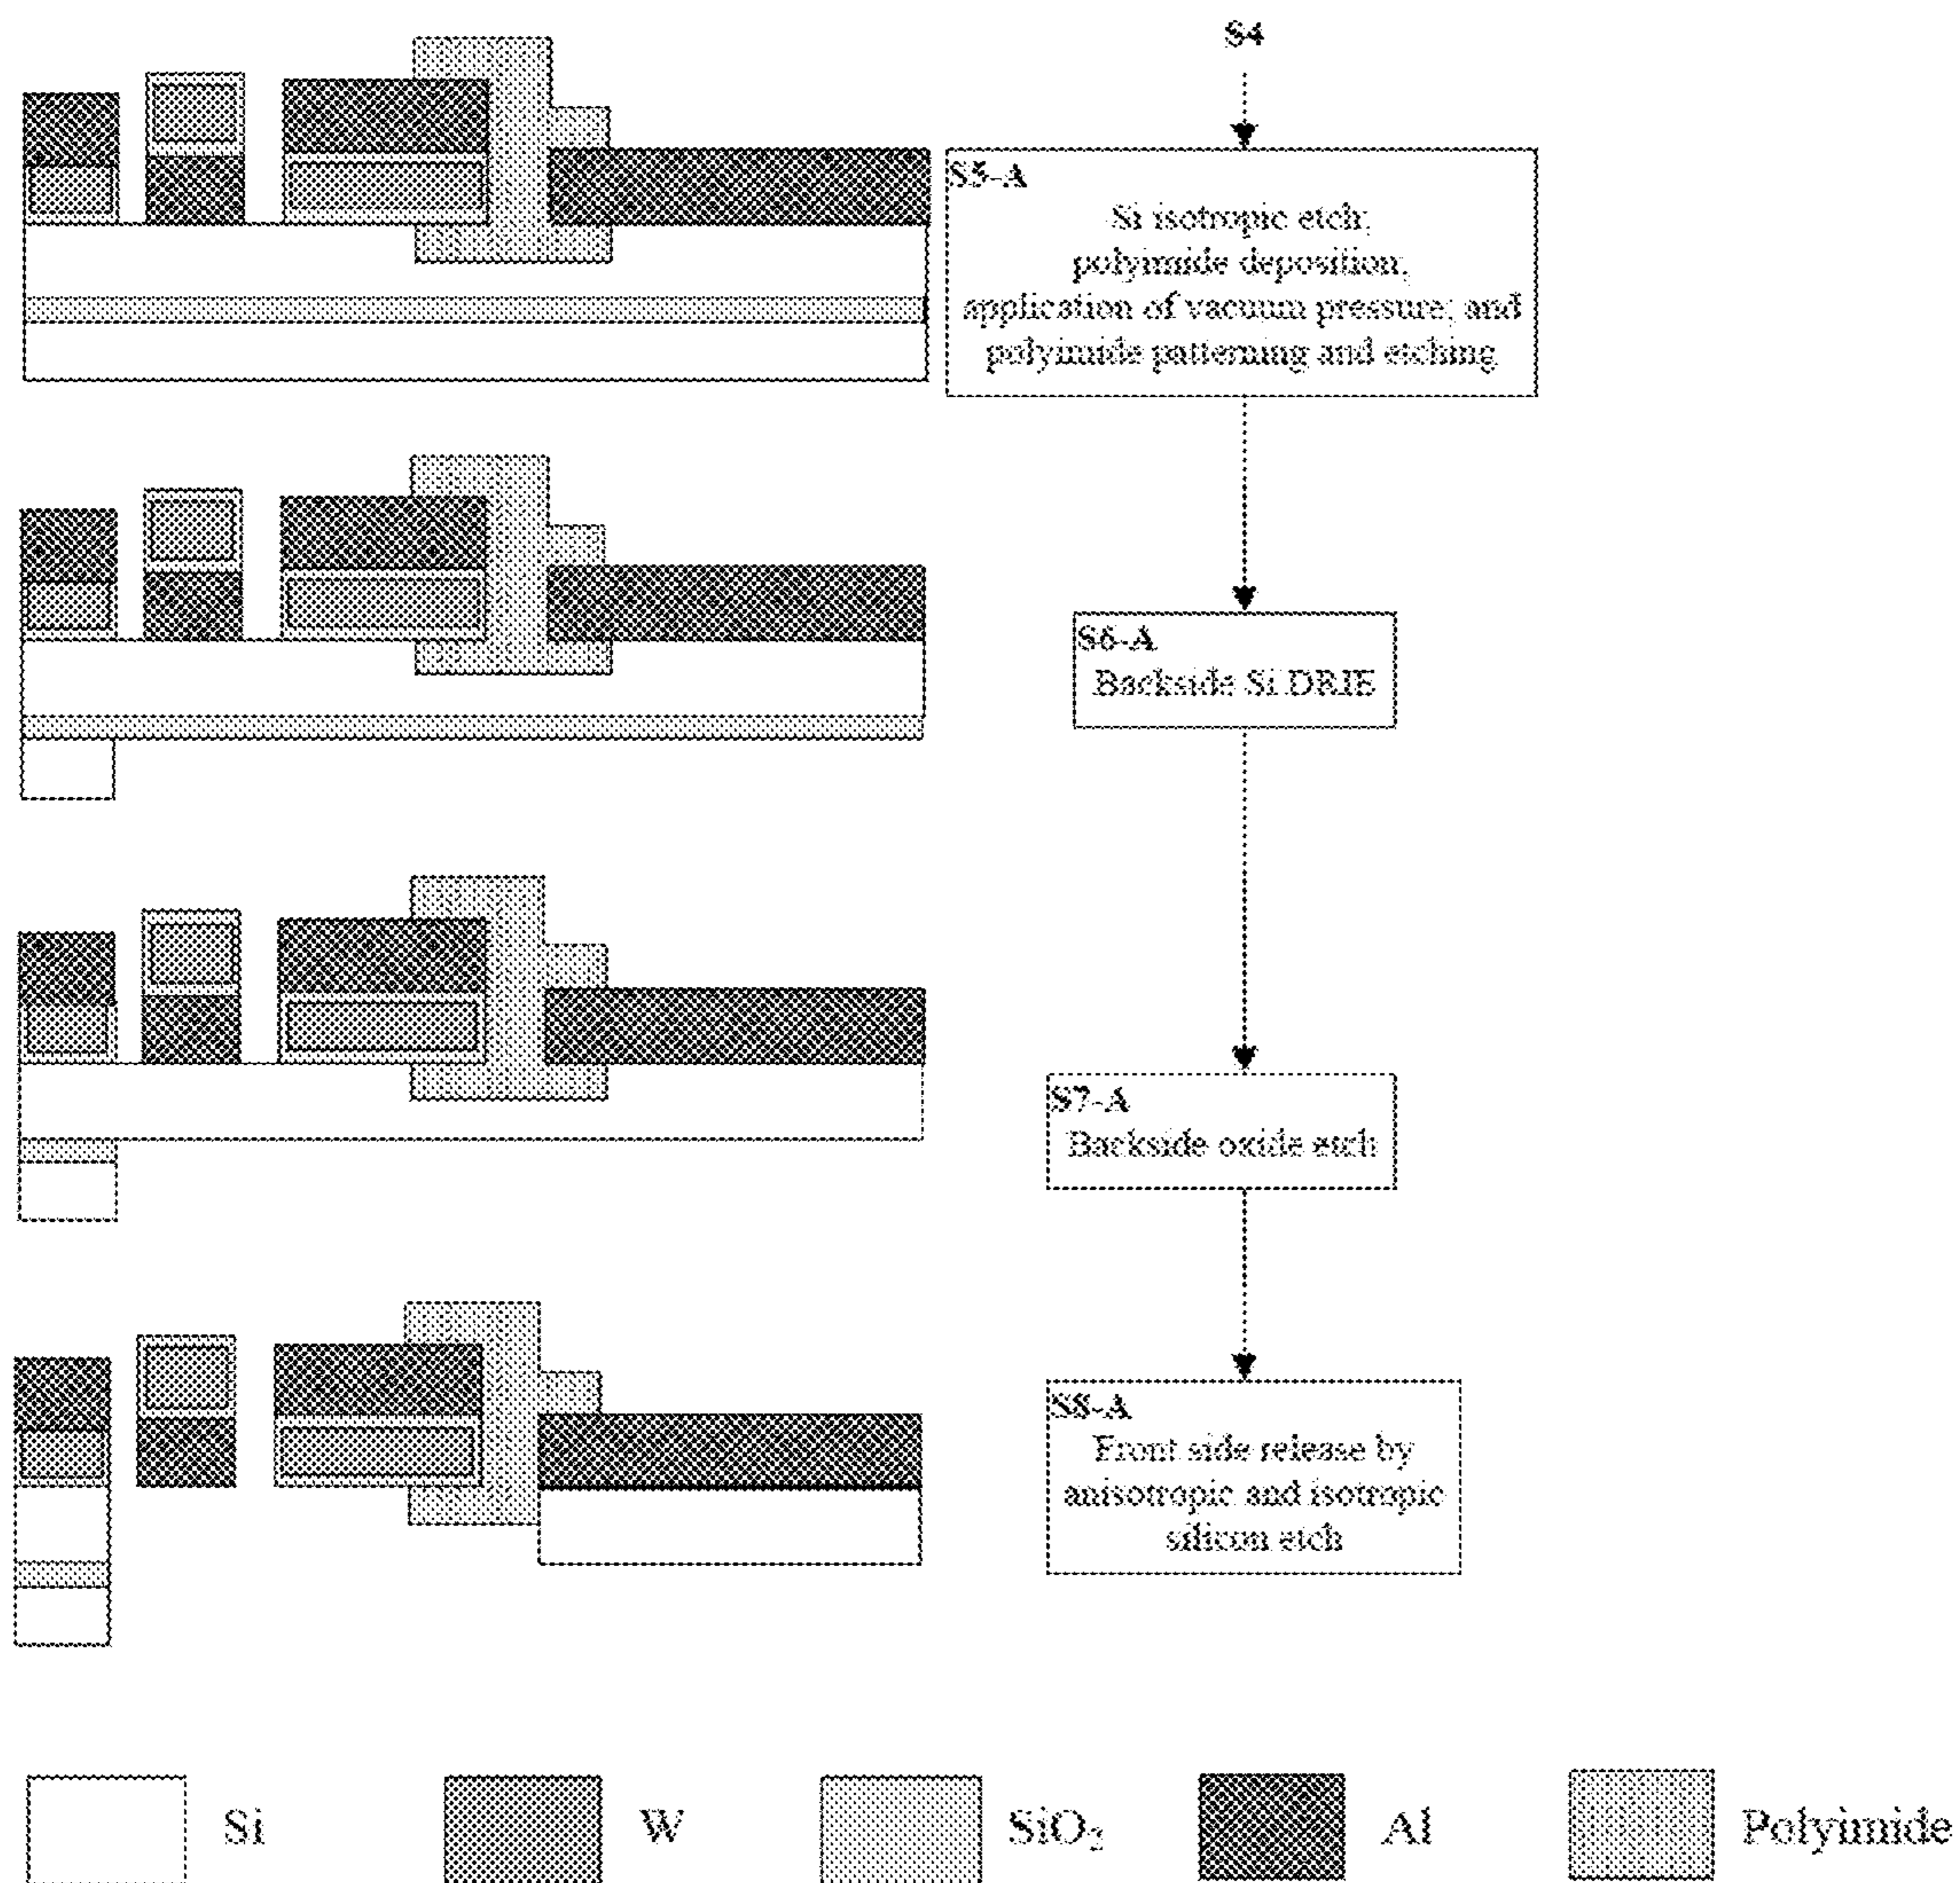 S4
S5-A
Si isotropic etch;
polyimide deposition;
application of vacuum pressure; and
polyimide patterning and etching
S6-A
Backside Si DRIE
S7-A
Backside oxide etch
S8-A
Front side release by
anisotropic and isotropic
silicon etch
Si
W
SiO₂
Al
Polyimide